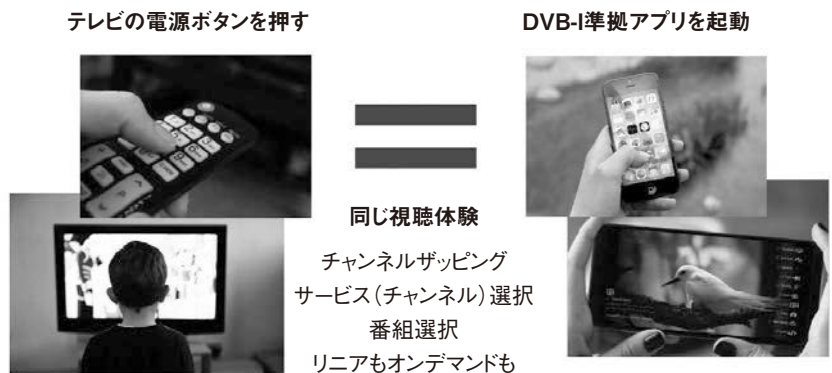 テレビの電源ボタンを押す
DVB-I準拠アプリを起動
同じ視聴体験
チャンネルザッピング
サービス（チャンネル）選択
番組選択
リニアもオンデマンドも